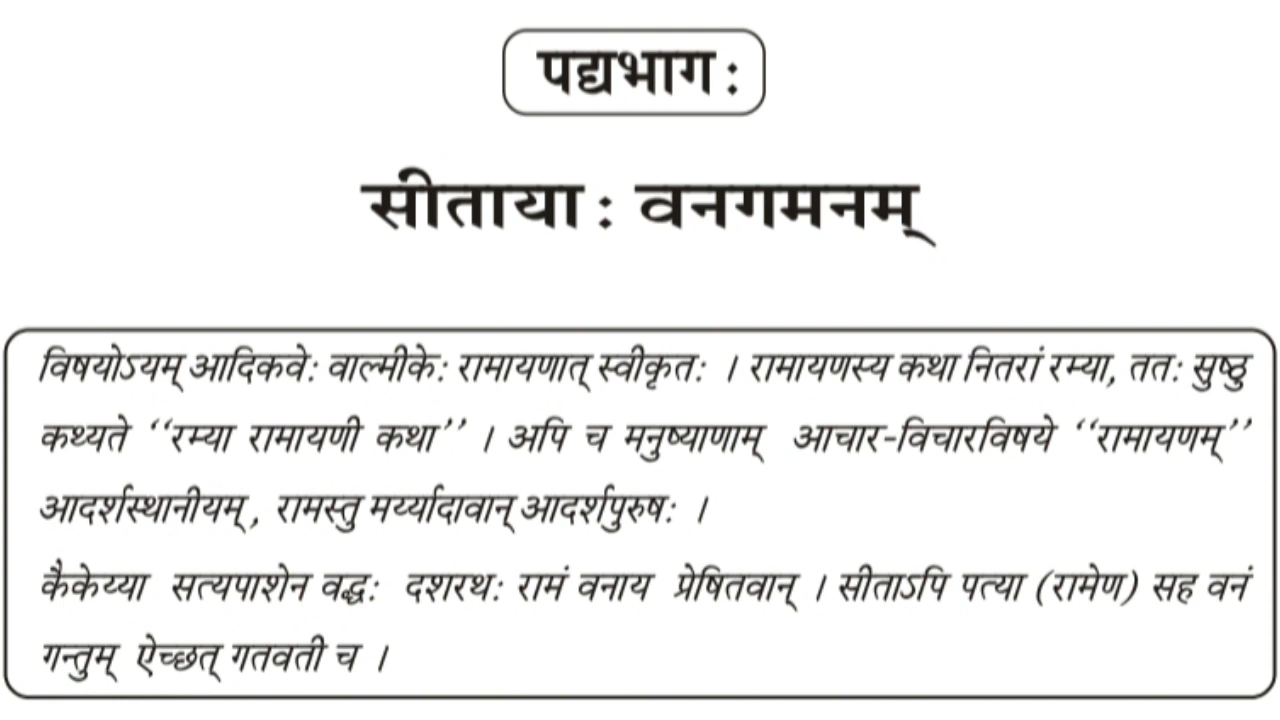 पद्यभाग :
सीताया : वनगमनम्
विषयोऽयम् आदिकवे: वाल्मीके: रामायणात् स्वीकृत: । रामायणस्य कथा नितरां रम्या, तत: सुष्ठु
कथ्यते ‘‘रम्या रामायणी कथा’’ । अपि च मनुष्याणाम् आचार-विचारविषये ‘‘रामायणम्’’
आदर्शस्थानीयम्, रामस्तु मर्य्यादावान् आदर्शपुरुष: ।
कैकेय्या सत्यपाशेन वद्ध: दशरथ: रामं वनाय प्रेषितवान् । सीताऽपि पत्या (रामेण) सह वनं
गन्तुम् ऐच्छत् गतवती च ।